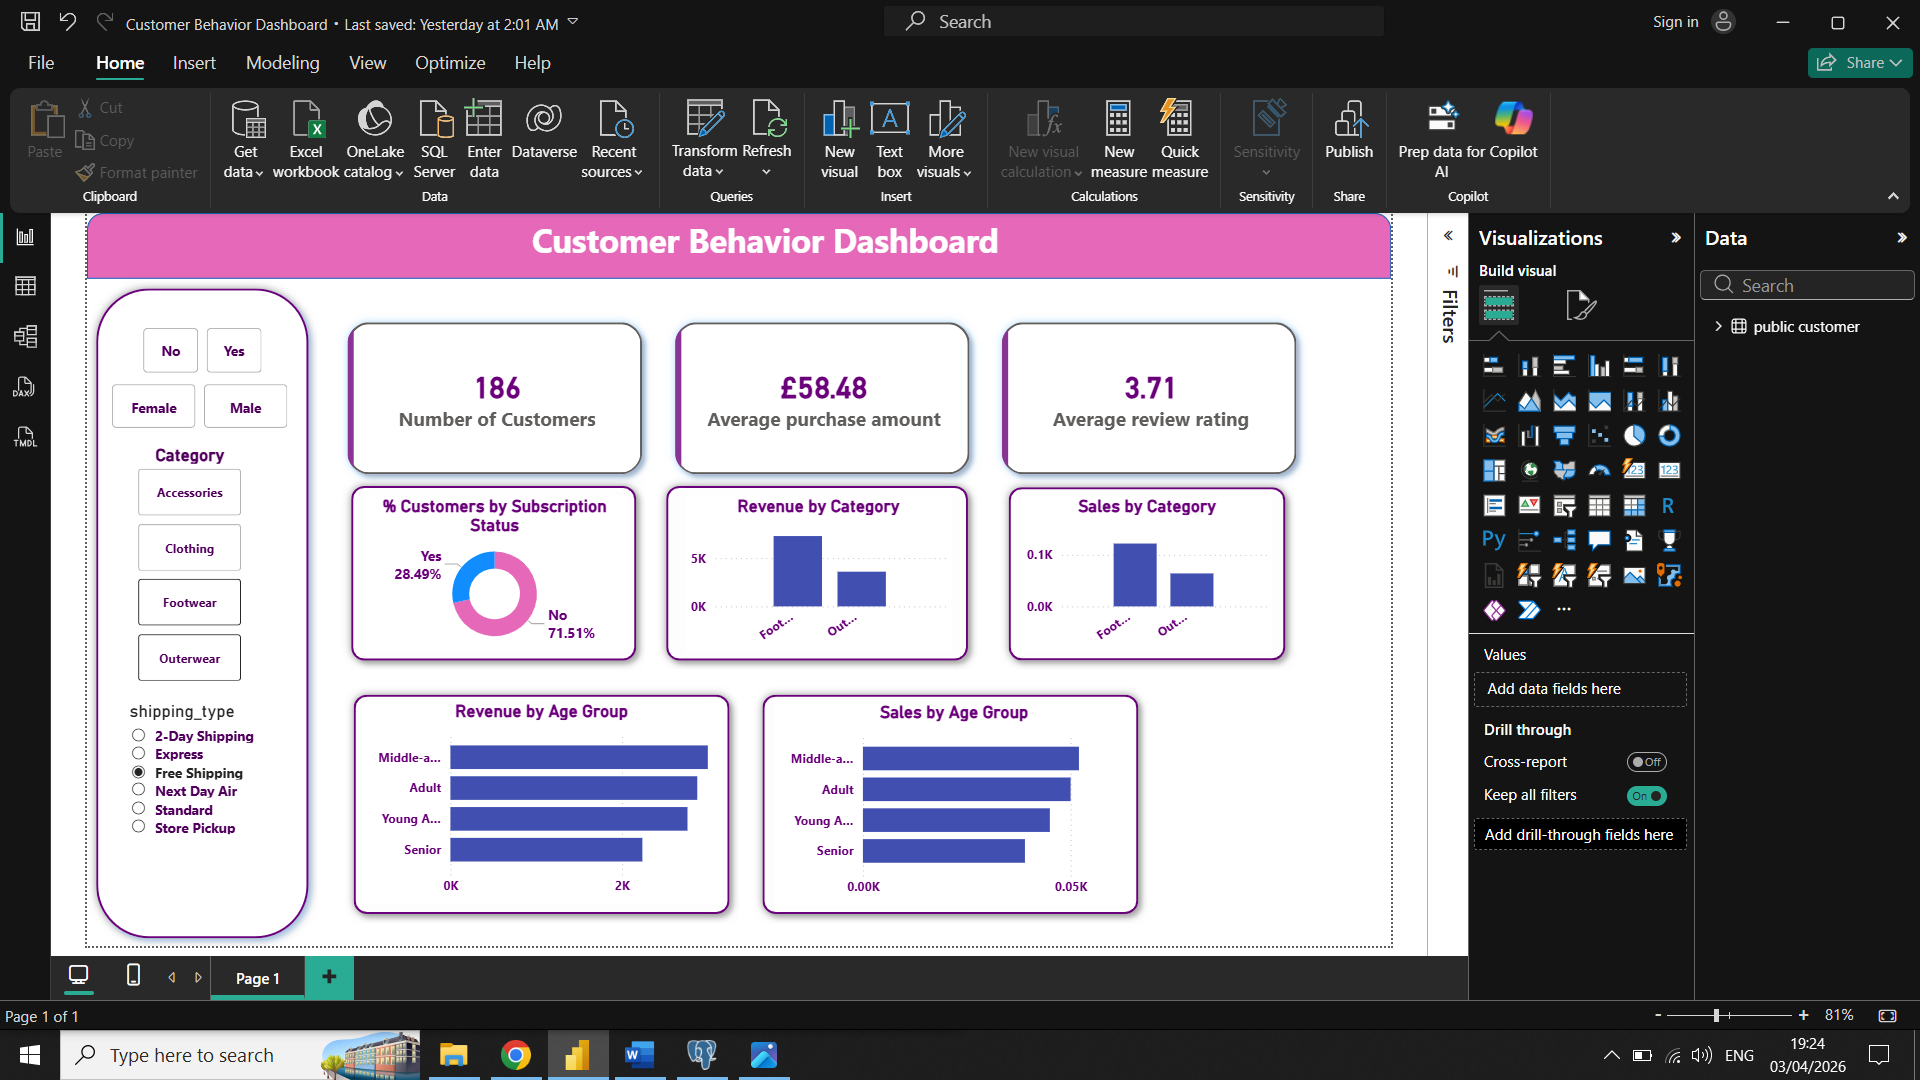 Customer Behavior Dashboard • Last saved: Yesterday at 2:01 AM
Search
Sign in
File
Home
Insert
Modeling
View
Optimize
Help
Share
Paste
Cut
Copy
Format painter
Clipboard
Get data
Excel workbook
OneLake catalog
SQL Server
Enter data
Dataverse
Recent sources
Data
Transform data
Refresh
Queries
New visual
Text box
More visuals
Insert
New visual calculation
New measure
Quick measure
Calculations
Sensitivity
Sensitivity
Publish
Share
Prep data for AI
Copilot
Copilot
DAX
TMDL
Customer Behavior Dashboard
No
Yes
Female
Male
Category
Accessories
Clothing
Footwear
Outerwear
shipping_type
2-Day Shipping
Express
Free Shipping
Next Day Air
Standard
Store Pickup
186
Number of Customers
£58.48
Average purchase amount
3.71
Average review rating
% Customers by Subscription
Status
Yes
28.49%
No
71.51%
Revenue by Category
5K
0K
Foot...
Out...
Sales by Category
0.1K
0.0K
Foot...
Out...
Revenue by Age Group
Middle-a...
Adult
Young A...
Senior
0K
2K
Sales by Age Group
Middle-a...
Adult
Young A...
Senior
0.00K
0.05K
Filters
Visualizations
Build visual
123
123
R
Py
Values
Add data fields here
Drill through
Cross-report
Off
Keep all filters
On
Add drill-through fields here
Data
Search
public customer
Page 1
Page 1 of 1
81%
Type here to search
ENG
19:24
03/04/2026